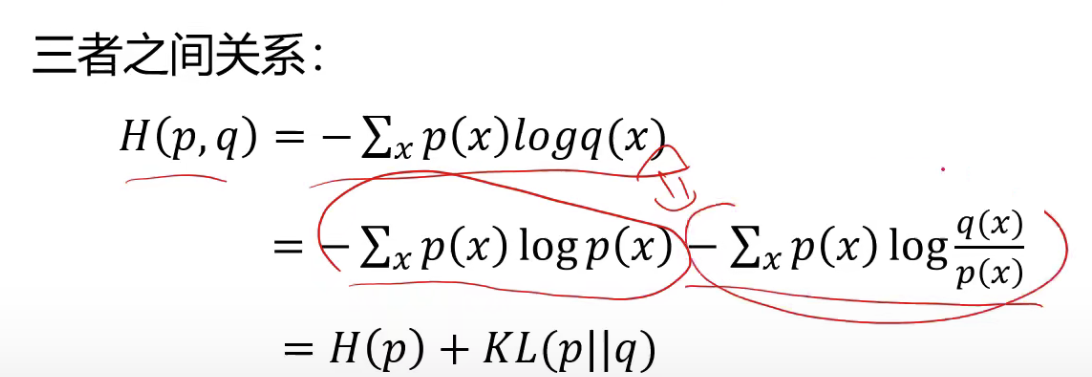 三者之间关系：
H(p, q) = − ∑ₓ p(x)logq(x)
= − ∑ₓ p(x) log p(x) − ∑ₓ p(x) log q(x)/p(x)
= H(p) + KL(p||q)